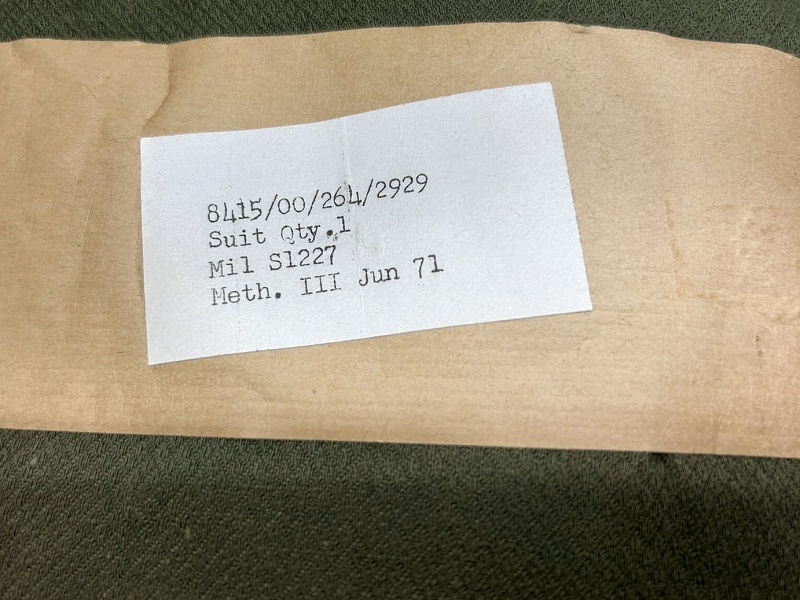 8415/00/264/2929
Suit Qty.1
Mil S1227
Meth. III Jun 71